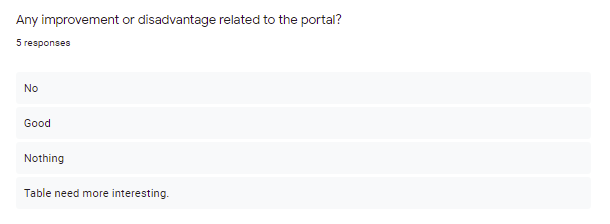 Any improvement or disadvantage related to the portal?
5 responses
No
Good
Nothing
Table need more interesting.